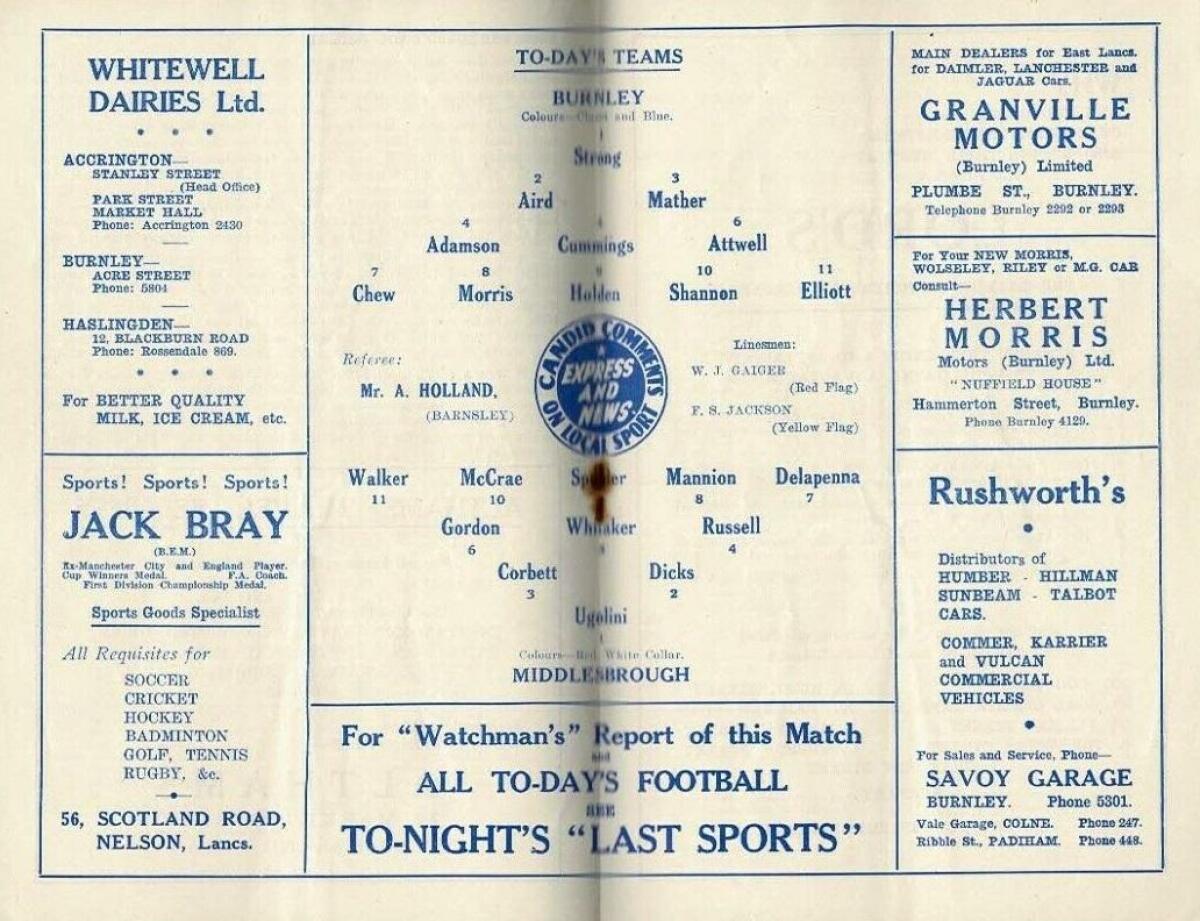 WHITEWELL
DAIRIES Ltd.
ACCRINGTON—
STANLEY STREET
(Head Office)
PARK STREET
MARKET HALL
Phone: Accrington 2430
BURNLEY—
ACRE STREET
Phone: 5804
HASLINGDEN—
12, BLACKBURN ROAD
Phone: Rossendale 869.
For BETTER QUALITY
MILK, ICE CREAM, etc.
Sports! Sports! Sports!
JACK BRAY
(B.E.M.)
Ex-Manchester City and England Player.
Cup Winners Medal. F.A. Coach.
First Division Championship Medal.
Sports Goods Specialist
All Requisites for
SOCCER
CRICKET
HOCKEY
BADMINTON
GOLF, TENNIS
RUGBY, &c.
56, SCOTLAND ROAD,
NELSON, Lancs.
TO-DAY'S TEAMS
BURNLEY
Colours—Claret and Blue.
1
Strong
2 3
Aird Mather
4 6
Adamson Cummings Attwell
7 8 9 10 11
Chew Morris Holden Shannon Elliott
Referee:
Mr. A. HOLLAND,
(BARNSLEY)
CANDID COMMENTS
EXPRESS
AND
NEWS.
ON LOCAL SPORT
Linesmen:
W. J. GAIGER
(Red Flag)
F. S. JACKSON
(Yellow Flag)
Walker McCrae Mannion Delapenna
11 10 8 7
Gordon Whitaker Russell
6 4
Corbett Dicks
3 2
Ugolini
1
Colours—Red, White Collar.
MIDDLESBROUGH
For "Watchman's" Report of this Match
and
ALL TO-DAY'S FOOTBALL
SEE
TO-NIGHT'S "LAST SPORTS"
MAIN DEALERS for East Lancs.
for DAIMLER, LANCHESTER and
JAGUAR Cars.
GRANVILLE
MOTORS
(Burnley) Limited
PLUMBE ST., BURNLEY.
Telephone Burnley 2292 or 2293
For Your NEW MORRIS,
WOLSELEY, RILEY or M.G. CAR
Consult—
HERBERT
MORRIS
Motors (Burnley) Ltd.
"NUFFIELD HOUSE"
Hammerton Street, Burnley.
Phone Burnley 4129.
Rushworth's
Distributors of
HUMBER - HILLMAN
SUNBEAM - TALBOT
CARS.
COMMER, KARRIER
and VULCAN
COMMERCIAL
VEHICLES
For Sales and Service, Phone—
SAVOY GARAGE
BURNLEY. Phone 5301.
Vale Garage, COLNE. Phone 247.
Ribble St., PADIHAM. Phone 448.